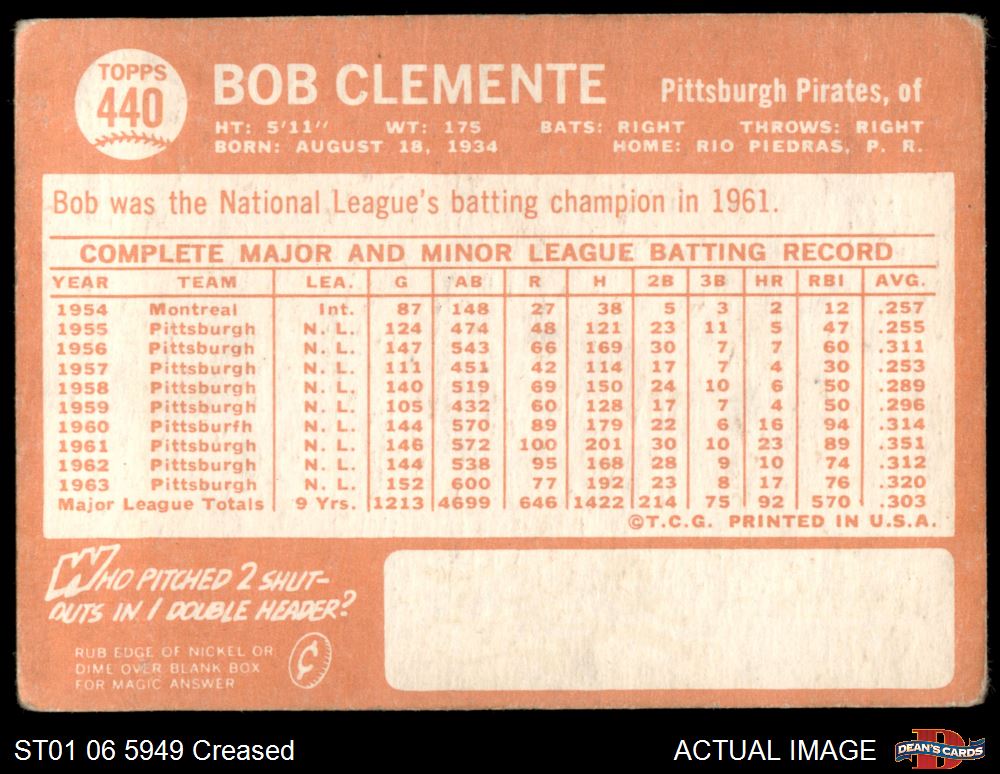 TOPPS
440
BOB CLEMENTE
Pittsburgh Pirates, of
HT: 5'11" WT: 175 BATS: RIGHT THROWS: RIGHT
BORN: AUGUST 18, 1934 HOME: RIO PIEDRAS, P. R.
Bob was the National League's batting champion in 1961.
COMPLETE MAJOR AND MINOR LEAGUE BATTING RECORD
YEAR TEAM LEA. G AB R H 2B 3B HR RBI AVG.
1954 Montreal Int. 87 148 27 38 5 3 2 12 .257
1955 Pittsburgh N. L. 124 474 48 121 23 11 5 47 .255
1956 Pittsburgh N. L. 147 543 66 169 30 7 7 60 .311
1957 Pittsburgh N. L. 111 451 42 114 17 7 4 30 .253
1958 Pittsburgh N. L. 140 519 69 150 24 10 6 50 .289
1959 Pittsburgh N. L. 105 432 60 128 17 7 4 50 .296
1960 Pittsburfh N. L. 144 570 89 179 22 6 16 94 .314
1961 Pittsburgh N. L. 146 572 100 201 30 10 23 89 .351
1962 Pittsburgh N. L. 144 538 95 168 28 9 10 74 .312
1963 Pittsburgh N. L. 152 600 77 192 23 8 17 76 .320
Major League Totals 9 Yrs. 1213 4699 646 1422 214 75 92 570 .303
©T.C.G. PRINTED IN U.S.A.
WHO PITCHED 2 SHUT-
OUTS IN 1 DOUBLE HEADER?
RUB EDGE OF NICKEL OR
DIME OVER BLANK BOX
FOR MAGIC ANSWER
¢
ST01 06 5949 Creased
ACTUAL IMAGE
D
DEAN'S CARDS